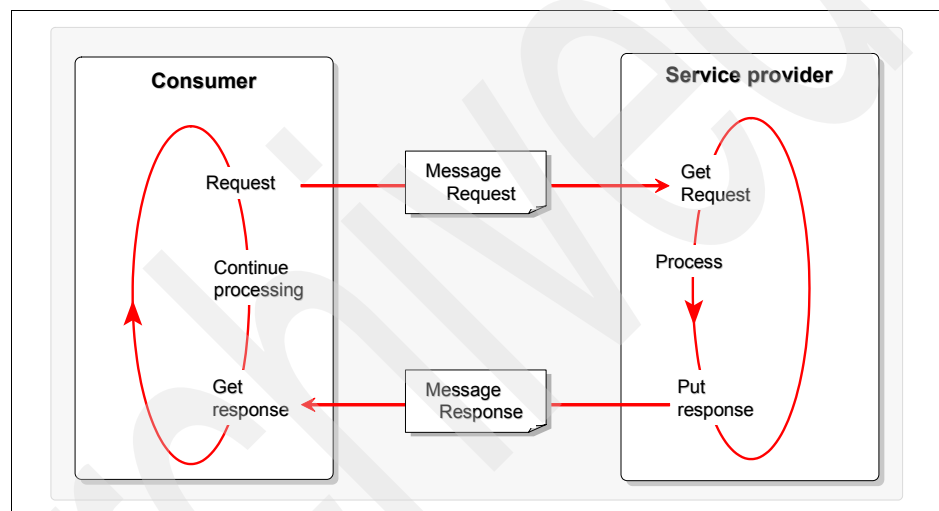 Consumer
Request
Continue
processing
Get
response
Message
Request
Message
Response
Service provider
Get
Request
Process
Put
response